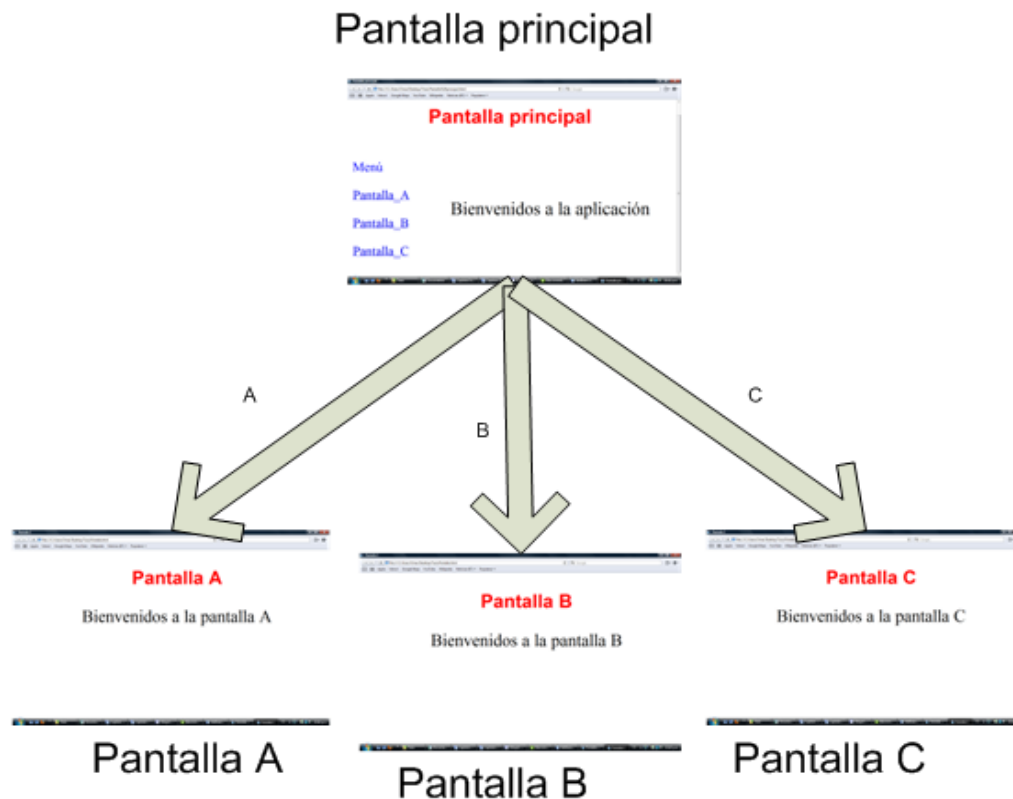 Pantalla principal
Pantalla principal
Menú
Pantalla_A
Bienvenidos a la aplicación
Pantalla_B
Pantalla_C
A
B
C
Pantalla A
Bienvenidos a la pantalla A
Pantalla B
Bienvenidos a la pantalla B
Pantalla C
Bienvenidos a la pantalla C
Pantalla A
Pantalla B
Pantalla C